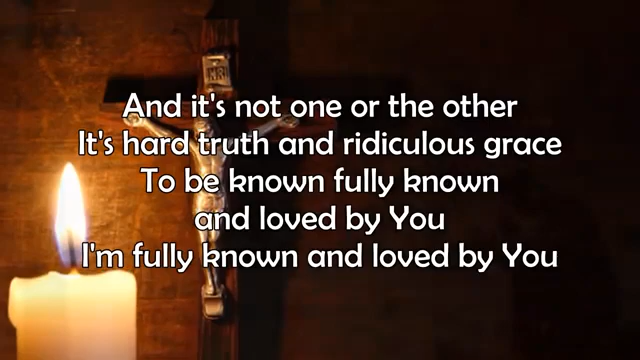 And it's not one or the other
It's hard truth and ridiculous grace
To be known fully known
and loved by You
I'm fully known and loved by You